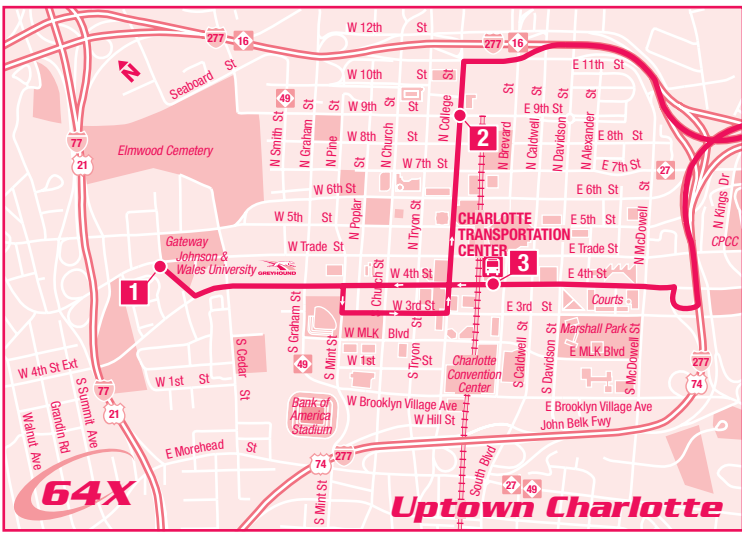 W 12th St
277
16
277
16
N
Seaboard St
W 10th St
E 11th St
77
21
49
N Smith St
N Graham St
N Pine
W 9th St
N Church St
N College St
2
N Brevard St
N Caldwell St
E 9th St
N Davidson St
N Alexander St
W 8th St
E 8th St
Elmwood Cemetery
W 7th St
E 7th St
27
W 6th St
E 6th St
N Poplar St
N Tryon St
W 5th St
CHARLOTTE
TRANSPORTATION
CENTER
E 5th St
N McDowell St
N Kings Dr
CPCC
Gateway
Johnson &
Wales University
GREYHOUND
W Trade St
E Trade St
1
3
W 4th St
E 4th St
S Church St
W 3rd St
E 3rd St
Courts
S Graham St
S Mint St
W MLK Blvd
S Tryon St
Marshall Park
E MLK Blvd
S Caldwell St
S Davidson St
S McDowell St
W 4th St Ext
S Cedar St
49
W 1st St
W 1st St
Charlotte
Convention
Center
277
74
77
21
Walnut Ave
Grandin Rd
S Summit Ave
Bank of
America
Stadium
W Brooklyn Village Ave
E Brooklyn Village Ave
W Hill St
John Belk Fwy
E Morehead St
277
74
S Mint St
South Blvd
27
49
64X
Uptown Charlotte